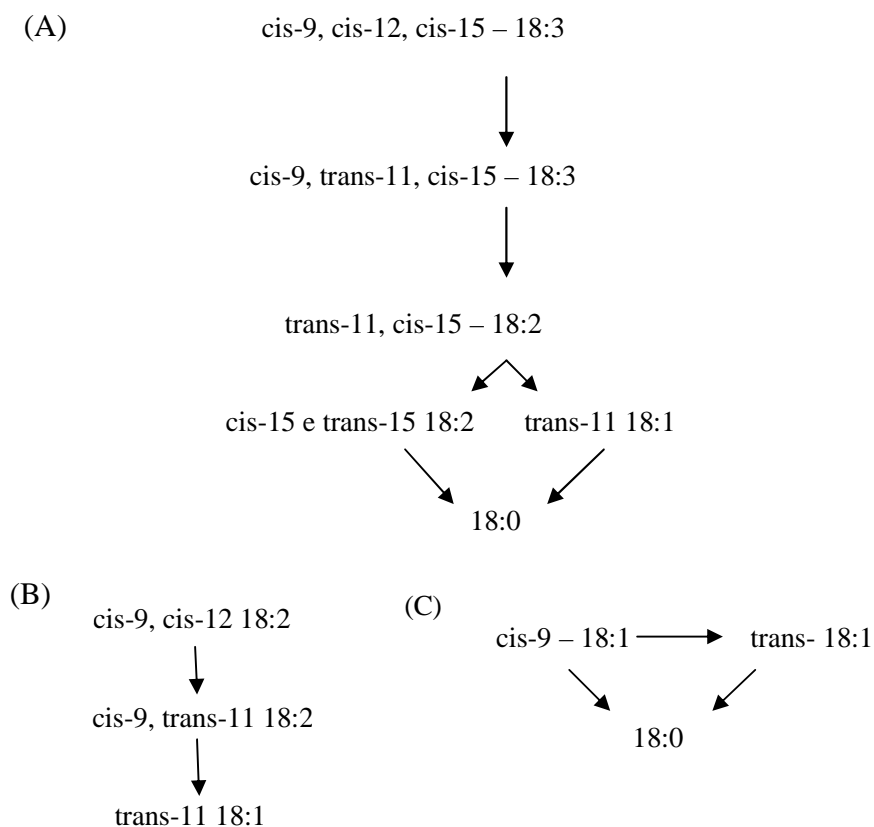 (A)
cis-9, cis-12, cis-15 – 18:3
cis-9, trans-11, cis-15 – 18:3
trans-11, cis-15 – 18:2
cis-15 e trans-15 18:2 trans-11 18:1
18:0
(B)
cis-9, cis-12 18:2
cis-9, trans-11 18:2
trans-11 18:1
(C)
cis-9 – 18:1 trans- 18:1
18:0